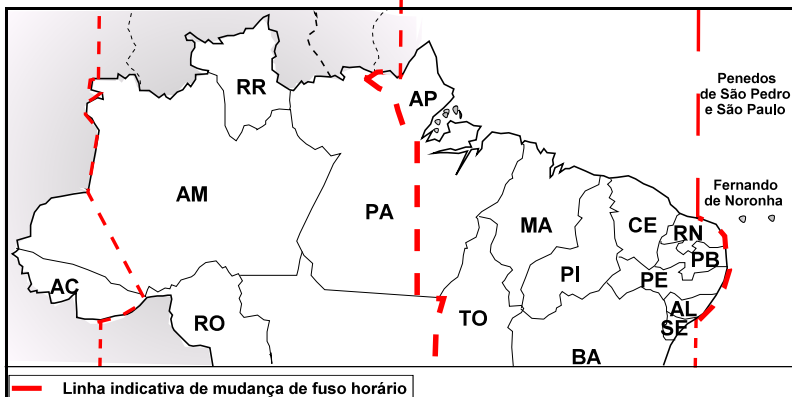 RR
AP
Penedos
de São Pedro
e São Paulo
AM
PA
MA
CE
RN
Fernando
de Noronha
PB
PI
PE
AC
RO
TO
AL
SE
BA
Linha indicativa de mudança de fuso horário